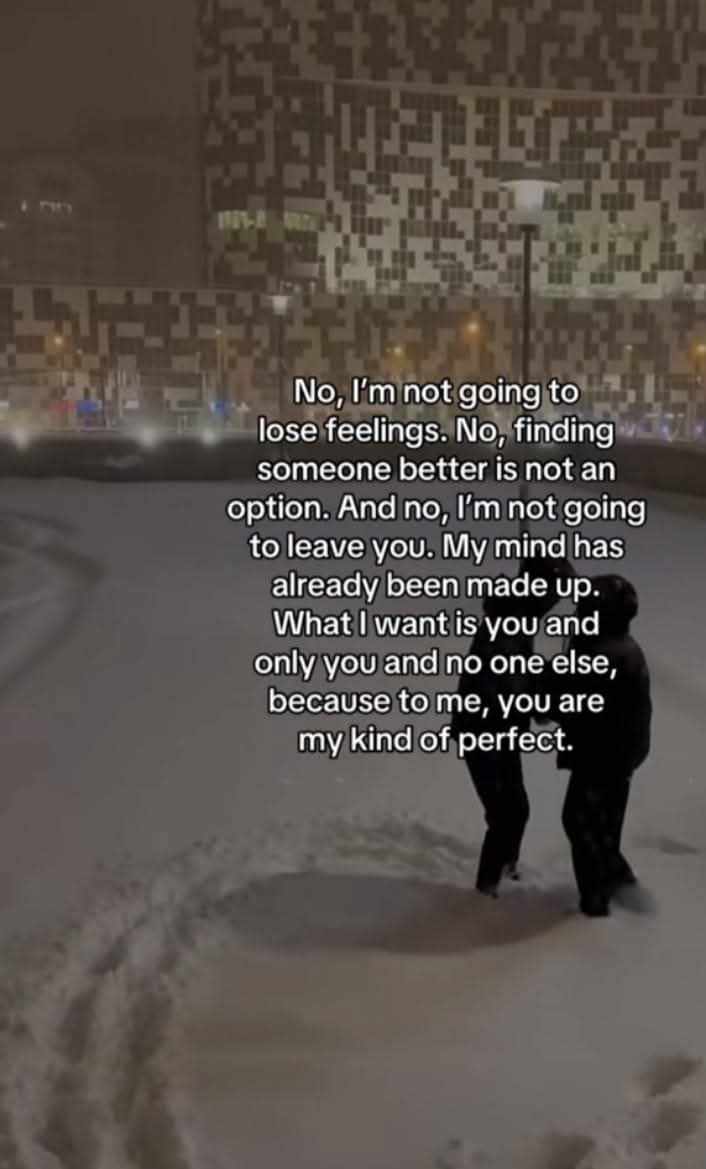 No, I'm not going to
lose feelings. No, finding
someone better is not an
option. And no, I'm not going
to leave you. My mind has
already been made up.
What I want is you and
only you and no one else,
because to me, you are
my kind of perfect.